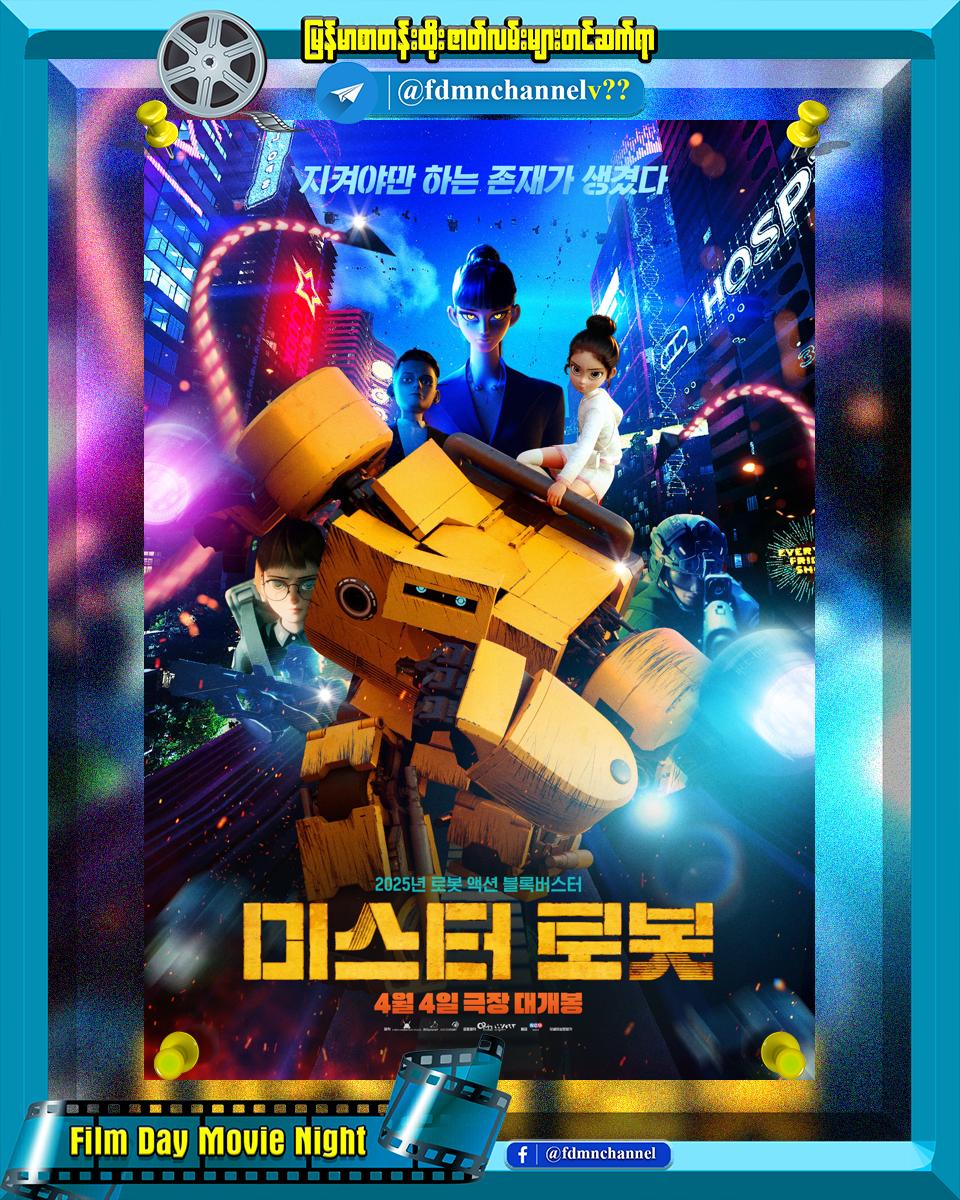 မြန်မာစာတန်းထိုးဇာတ်လမ်းများတင်ဆက်ရာ
@fdmnchannelv??
지켜야만 하는 존재가 생겼다
HOSP
EVERY
FRIE
SH
2025년 로봇 액션 블록버스터
미스터 로봇
4월 4일 극장 대개봉
Film Day Movie Night
@fdmnchannel